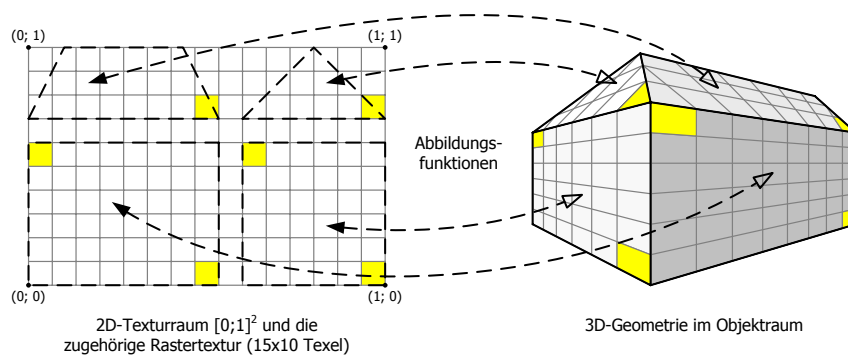 (0; 1)
(1; 1)
Abbildungs-
funktionen
(0; 0)
(1; 0)
2D-Texturraum [0;1]² und die
zugehörige Rastertextur (15x10 Texel)
3D-Geometrie im Objektraum